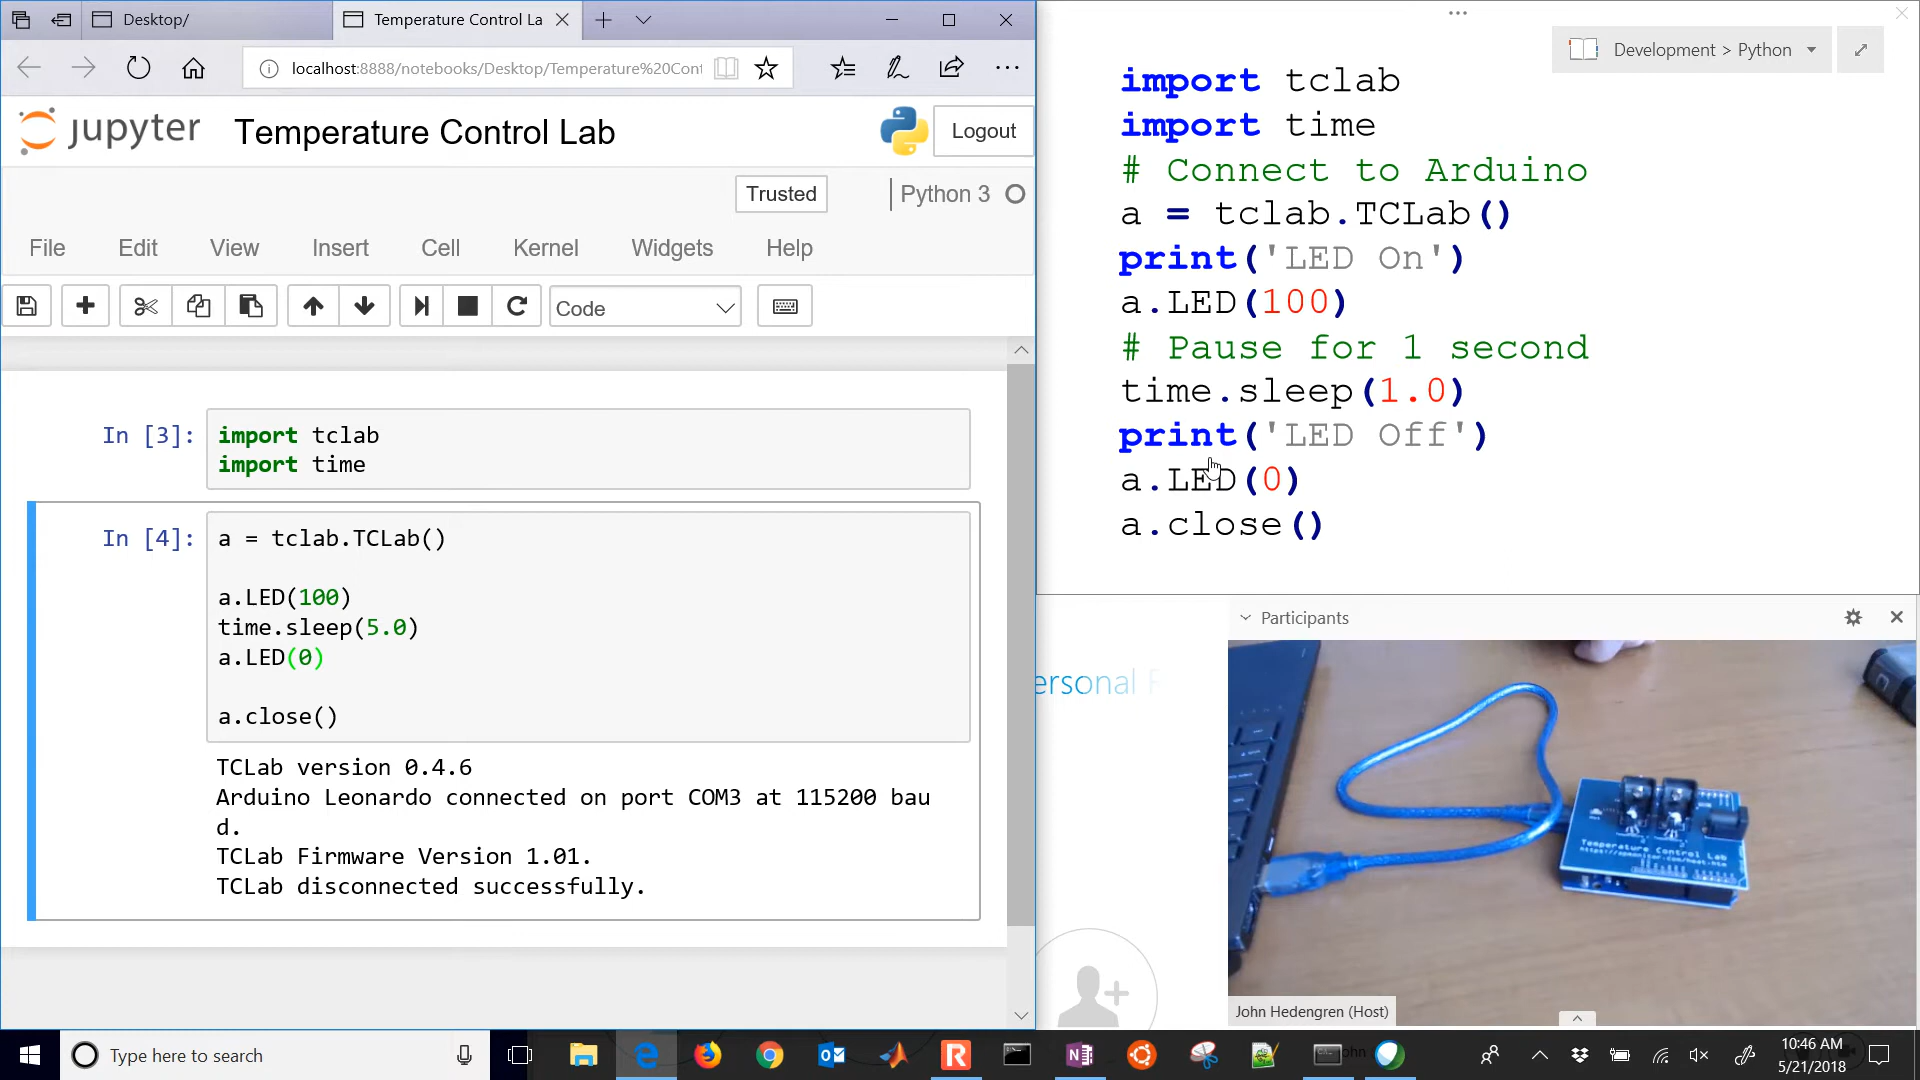 Desktop/
Temperature Control La
localhost:8888/notebooks/Desktop/Temperature%20Cont
jupyter
Temperature Control Lab
Logout
Trusted
Python 3
File Edit View Insert Cell Kernel Widgets Help
Code
In [3]:
import tclab
import time
In [4]:
a = tclab.TCLab()
a.LED(100)
time.sleep(5.0)
a.LED(0)
a.close()
TCLab version 0.4.6
Arduino Leonardo connected on port COM3 at 115200 bau
d.
TCLab Firmware Version 1.01.
TCLab disconnected successfully.
Development > Python
import tclab
import time
# Connect to Arduino
a = tclab.TCLab()
print('LED On')
a.LED(100)
# Pause for 1 second
time.sleep(1.0)
print('LED Off')
a.LED(0)
a.close()
Participants
ersonal
Temperature Control Lab
John Hedengren (Host)
Type here to search
10:46 AM
5/21/2018